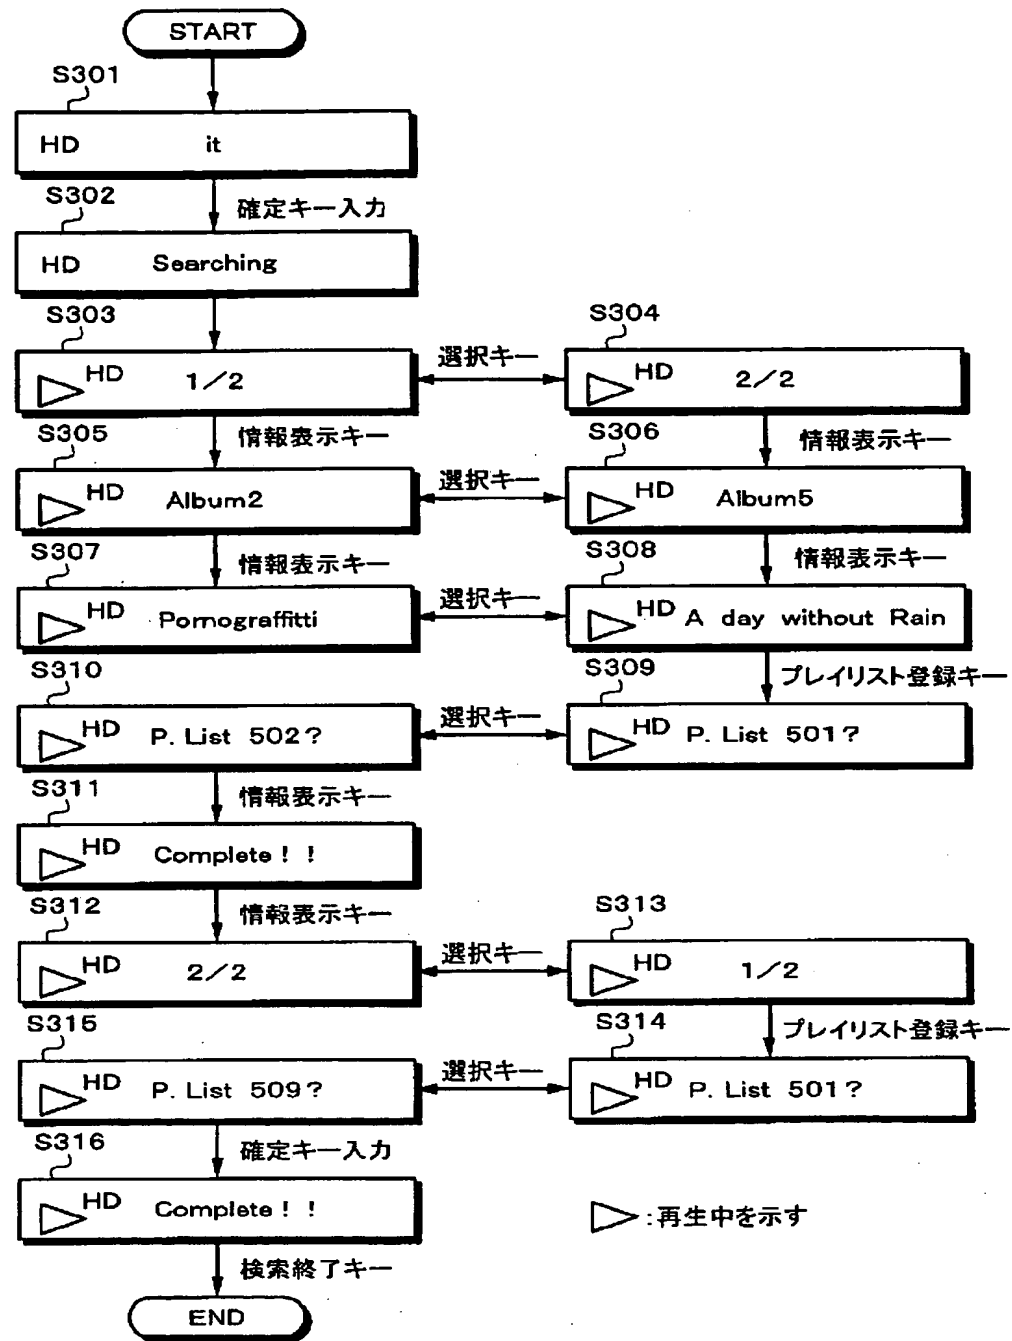 START
S301
HD it
確定キー入力
S302
HD Searching
S303
HD 1／2
選択キー
S304
HD 2／2
情報表示キー
情報表示キー
S305
HD Album2
選択キー
S306
HD Album5
情報表示キー
情報表示キー
S307
HD Pornograffitti
選択キー
S308
HD A day without Rain
プレイリスト登録キー
S310
HD P. List 502？
選択キー
S309
HD P. List 501？
情報表示キー
S311
HD Complete！！
情報表示キー
S312
HD 2／2
選択キー
S313
HD 1／2
プレイリスト登録キー
S315
HD P. List 509？
選択キー
S314
HD P. List 501？
確定キー入力
S316
HD Complete！！
:再生中を示す
検索終了キー
END